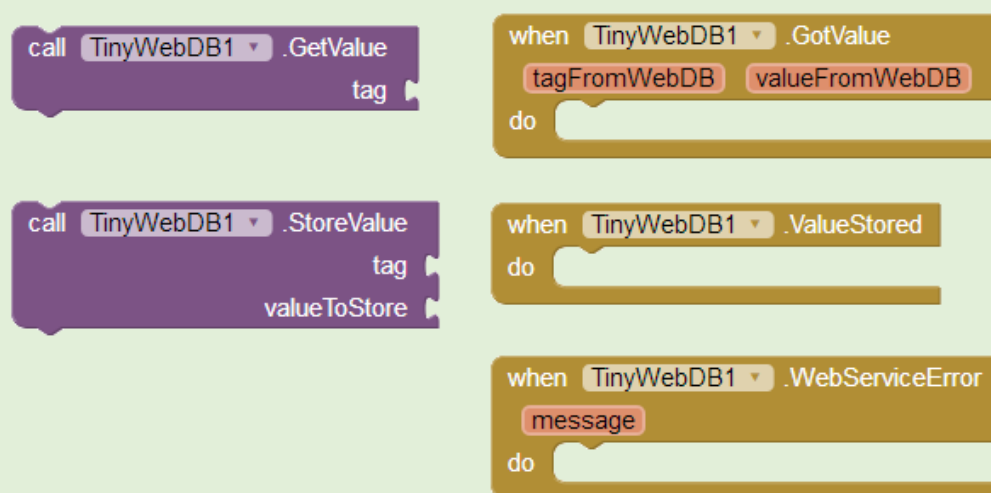 call TinyWebDB1 .GetValue
tag
when TinyWebDB1 .GotValue
tagFromWebDB valueFromWebDB
do
call TinyWebDB1 .StoreValue
tag
valueToStore
when TinyWebDB1 .ValueStored
do
when TinyWebDB1 .WebServiceError
message
do